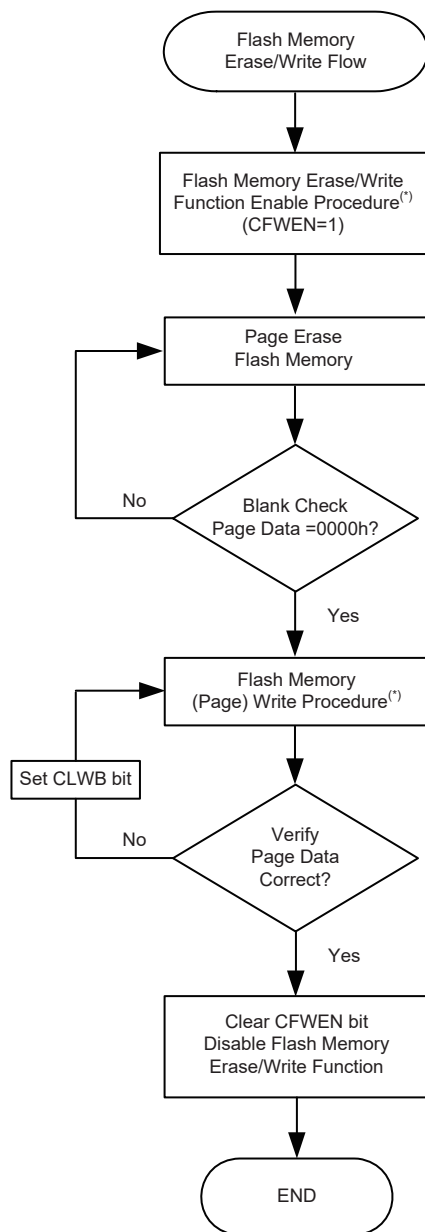 Flash Memory
Erase/Write Flow
Flash Memory Erase/Write
Function Enable Procedure(*)
(CFWEN=1)
Page Erase
Flash Memory
No
Blank Check
Page Data =0000h?
Yes
Flash Memory
(Page) Write Procedure(*)
Set CLWB bit
No
Verify
Page Data
Correct?
Yes
Clear CFWEN bit
Disable Flash Memory
Erase/Write Function
END